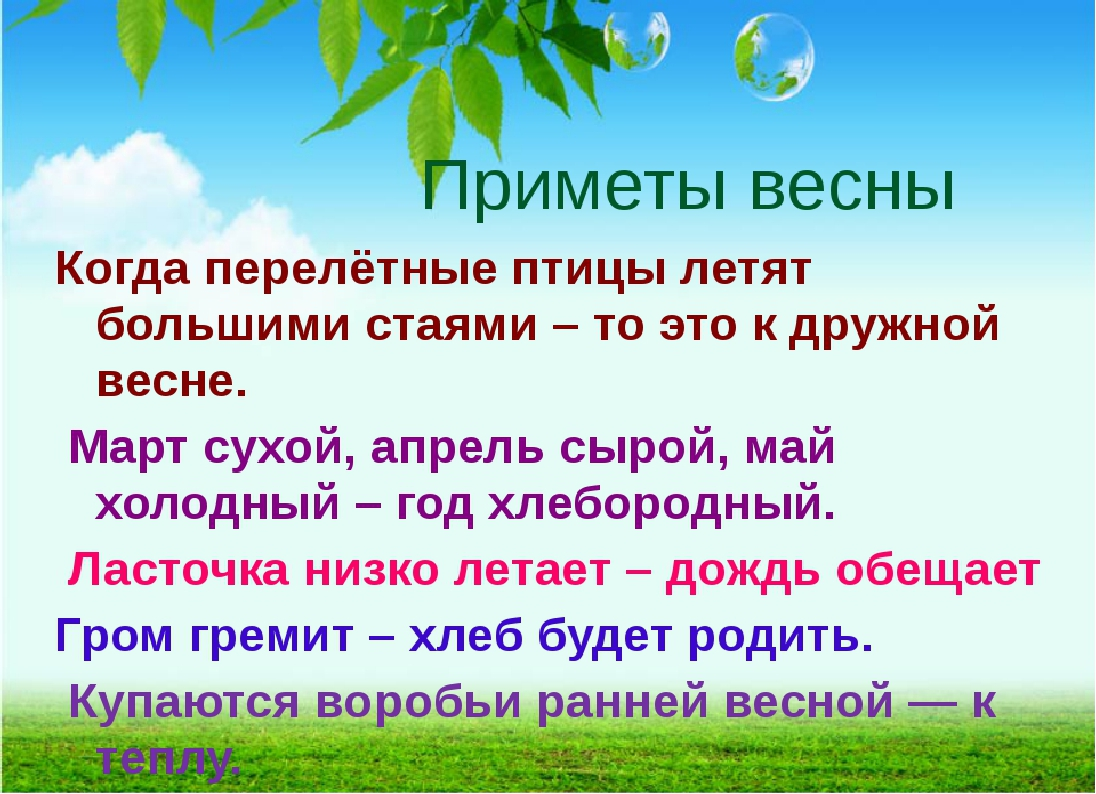 Приметы весны
Когда перелётные птицы летят
большими стаями – то это к дружной
весне.
Март сухой, апрель сырой, май
холодный – год хлебородный.
Ласточка низко летает – дождь обещает
Гром гремит – хлеб будет родить.
Купаются воробьи ранней весной — к
теплу.